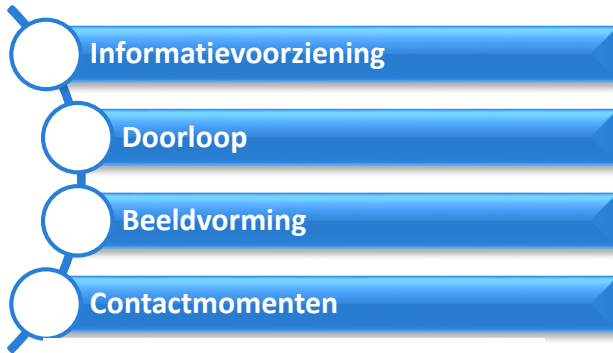 Informatievoorziening
Doorloop
Beeldvorming
Contactmomenten